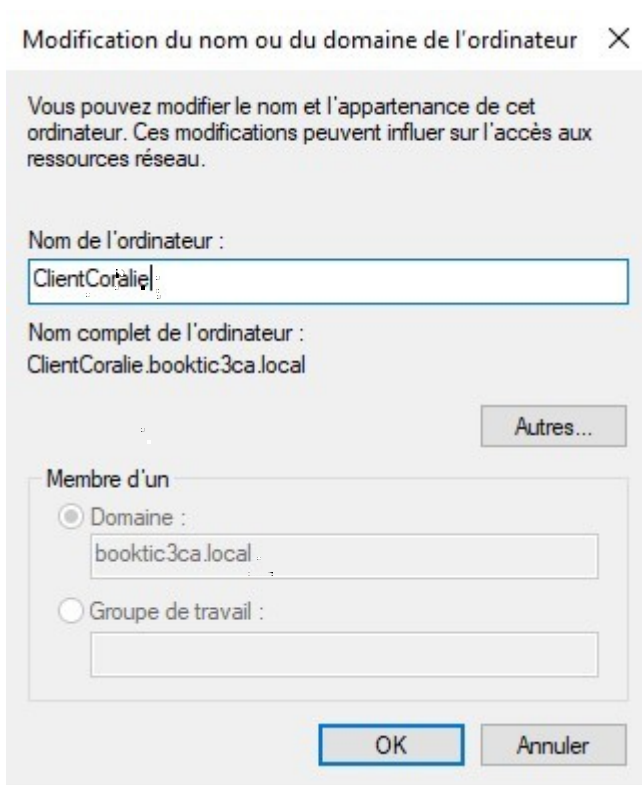 Modification du nom ou du domaine de l'ordinateur
Vous pouvez modifier le nom et l'appartenance de cet
ordinateur. Ces modifications peuvent influer sur l'accès aux
ressources réseau.
Nom de l'ordinateur :
ClientCoralie
Nom complet de l'ordinateur :
ClientCoralie.booktic3ca.local
Autres...
Membre d'un
Domaine :
booktic3ca.local
Groupe de travail :
OK Annuler